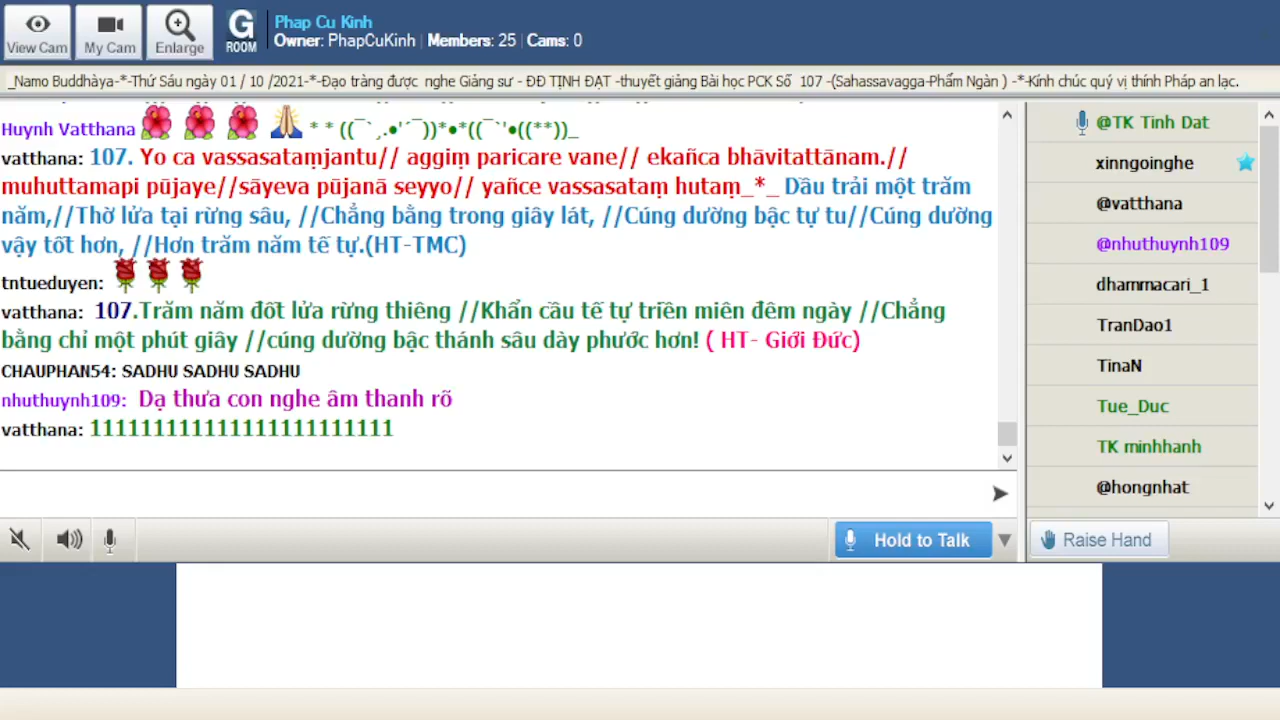 View Cam
My Cam
Enlarge
G ROOM
Phap Cu Kinh
Owner: PhapCuKinh | Members: 25 | Cams: 0
_Namo Buddhàya-*-Thứ Sáu ngày 01 / 10 /2021-*-Đạo tràng được nghe Giảng sư - ĐĐ TỊNH ĐẠT -thuyết giảng Bài học PCK Số 107 -(Sahassavagga-Phẩm Ngàn ) -*-Kính chúc quý vị thính Pháp an lạc.
Huynh Vatthana
vatthana: 107. Yo ca vassasataṃjantu// aggiṃ paricare vane// ekañca bhāvitattānam.//
muhuttamapi pūjaye//sāyeva pūjanā seyyo// yañce vassasataṃ hutaṃ_*_ Dầu trải một trăm
năm,//Thờ lửa tại rừng sâu, //Chẳng bằng trong giây lát, //Cúng dường bậc tự tu//Cúng dường
vậy tốt hơn, //Hơn trăm năm tế tự.(HT-TMC)
tntueduyen:
vatthana: 107.Trăm năm đốt lửa rừng thiêng //Khẩn cầu tế tự triền miên đêm ngày //Chẳng
bằng chỉ một phút giây //cúng dường bậc thánh sâu dày phước hơn! ( HT- Giới Đức)
CHAUPHAN54: SADHU SADHU SADHU
nhuthuynh109: Dạ thưa con nghe âm thanh rõ
vatthana: 111111111111111111111111
@TK Tinh Dat
xinngoinghe
@vatthana
@nhuthuynh109
dhammacari_1
TranDao1
TinaN
Tue_Duc
TK minhhanh
@hongnhat
Hold to Talk
Raise Hand